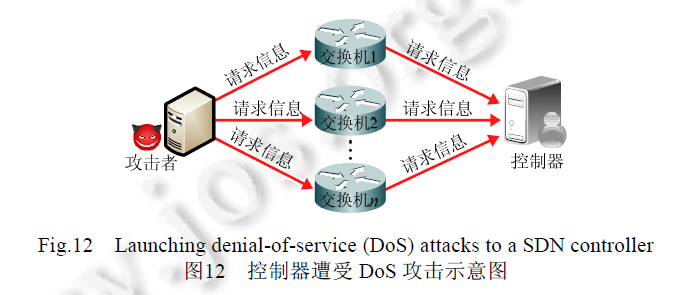 交换机1
请求信息
请求信息
请求信息
交换机2
请求信息
请求信息
请求信息
攻击者
控制器
交换机n
Fig.12 Launching denial-of-service (DoS) attacks to a SDN controller
图12 控制器遭受 DoS 攻击示意图